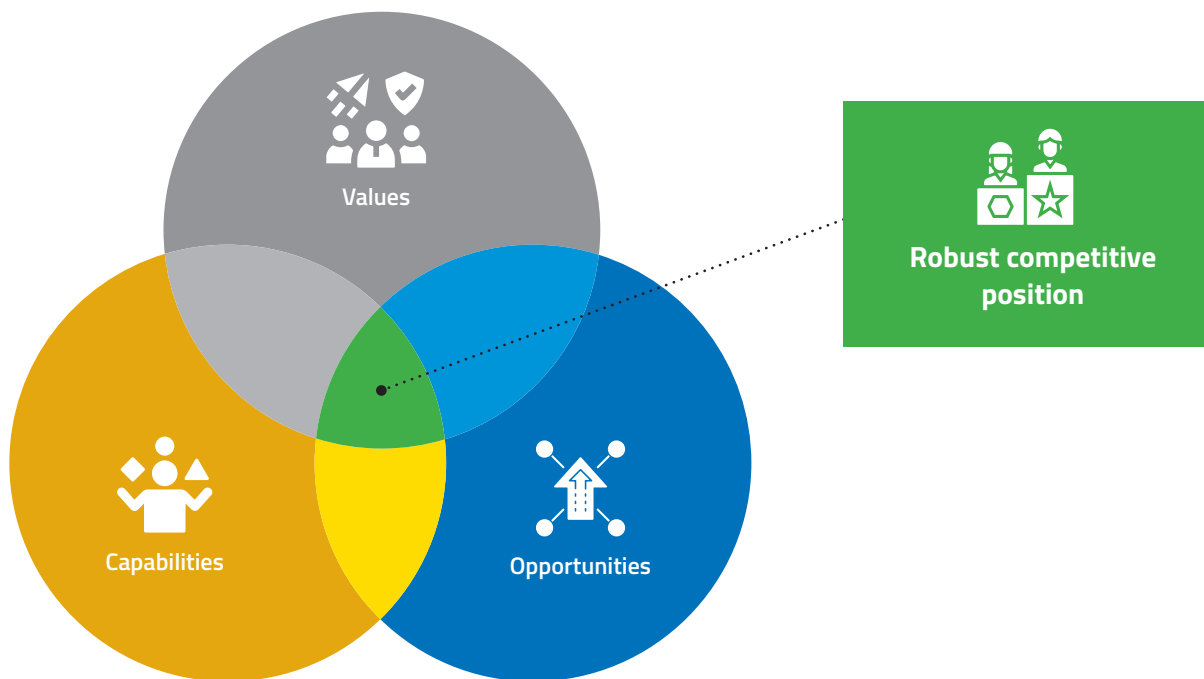 Values
Robust competitive
position
Capabilities
Opportunities